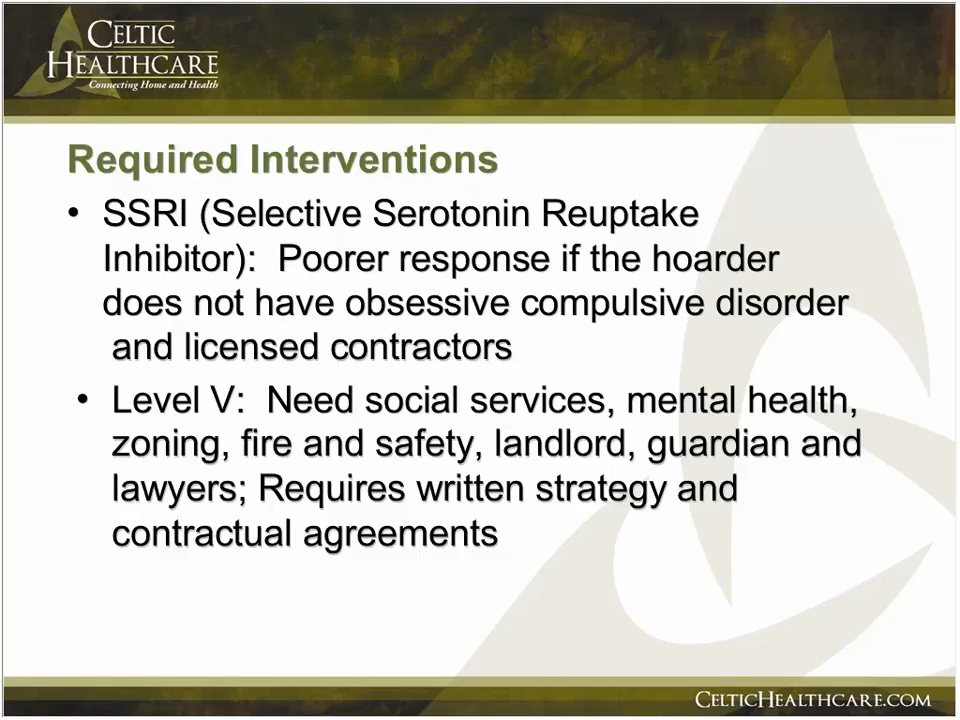 CELTIC
HEALTHCARE
Connecting Home and Health
Required Interventions
• SSRI (Selective Serotonin Reuptake
Inhibitor):  Poorer response if the hoarder
does not have obsessive compulsive disorder
and licensed contractors
• Level V:  Need social services, mental health,
zoning, fire and safety, landlord, guardian and
lawyers; Requires written strategy and
contractual agreements
CELTICHEALTHCARE.COM